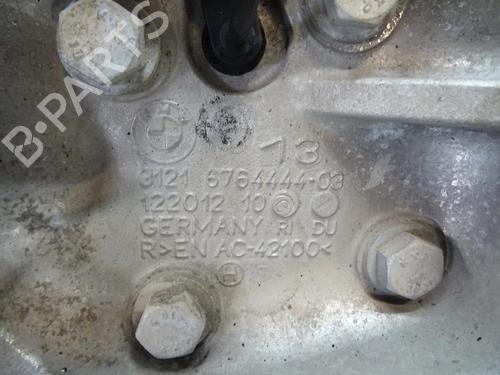 B-PARTS
13
3121 6764444-03
122012 10
GERMANY RI DU
R>EN AC-42100<